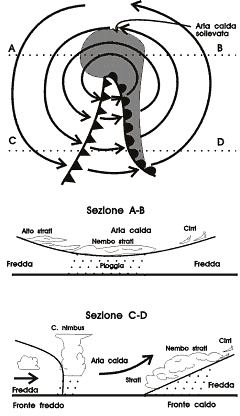 Aria calda
sollevata
A B
C D
Sezione A-B
Alto strati Aria calda Cirri
Nembo strati
Fredda Pioggia Fredda
Sezione C-D
C. nimbus Nembo strati Cirri
Aria calda
Fredda Strati Fredda
Fronte freddo Fronte caldo